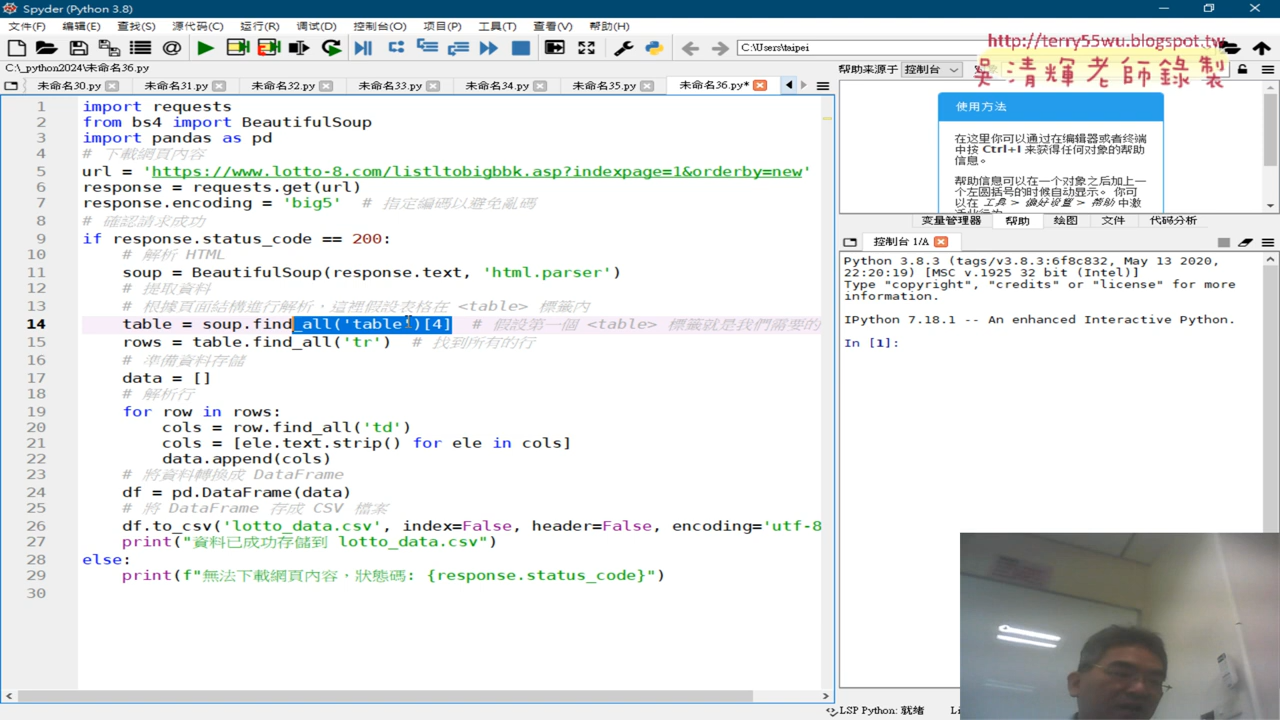 Spyder (Python 3.8)
文件(F) 编辑(E) 查找(S) 源代码(C) 运行(R) 调试(D) 控制台(O) 项目(P) 工具(T) 查看(V) 帮助(H)
C:\Users\taipei
http://terry55wu.blogspot.tw
吳清輝老師錄製
C:\_python2024\未命名36.py
帮助来源于 控制台
未命名30.py 未命名31.py 未命名32.py 未命名33.py 未命名34.py 未命名35.py 未命名36.py*
1 import requests
2 from bs4 import BeautifulSoup
3 import pandas as pd
4 # 下載網頁內容
5 url = 'https://www.lotto-8.com/listltobigbbk.asp?indexpage=1&orderby=new'
6 response = requests.get(url)
7 response.encoding = 'big5'  # 指定編碼以避免亂碼
8 # 確認請求成功
9 if response.status_code == 200:
10     # 解析 HTML
11     soup = BeautifulSoup(response.text, 'html.parser')
12     # 提取資料
13     # 根據頁面結構進行解析，這裡假設表格在 <table> 標籤內
14     table = soup.find_all('table')[4]  # 假設第一個 <table> 標籤就是我們需要的
15     rows = table.find_all('tr')  # 找到所有的行
16     # 準備資料存儲
17     data = []
18     # 解析行
19     for row in rows:
20         cols = row.find_all('td')
21         cols = [ele.text.strip() for ele in cols]
22         data.append(cols)
23     # 將資料轉換成 DataFrame
24     df = pd.DataFrame(data)
25     # 將 DataFrame 存成 CSV 檔案
26     df.to_csv('lotto_data.csv', index=False, header=False, encoding='utf-8
27     print("資料已成功存儲到 lotto_data.csv")
28 else:
29     print(f"無法下載網頁內容，狀態碼: {response.status_code}")
30
使用方法
在这里你可以通过在编辑器或者终端
中按 Ctrl+I 来获得任何对象的帮助
信息。
帮助信息可以在一个对象之后加上一
个左圆括号的时候自动显示。 你可
以在 工具 > 偏好设置 > 帮助 中激
变量管理器 帮助 绘图 文件 代码分析
控制台 1/A
Python 3.8.3 (tags/v3.8.3:6f8c832, May 13 2020,
22:20:19) [MSC v.1925 32 bit (Intel)]
Type "copyright", "credits" or "license" for more
information.
IPython 7.18.1 -- An enhanced Interactive Python.
In [1]:
LSP Python: 就绪